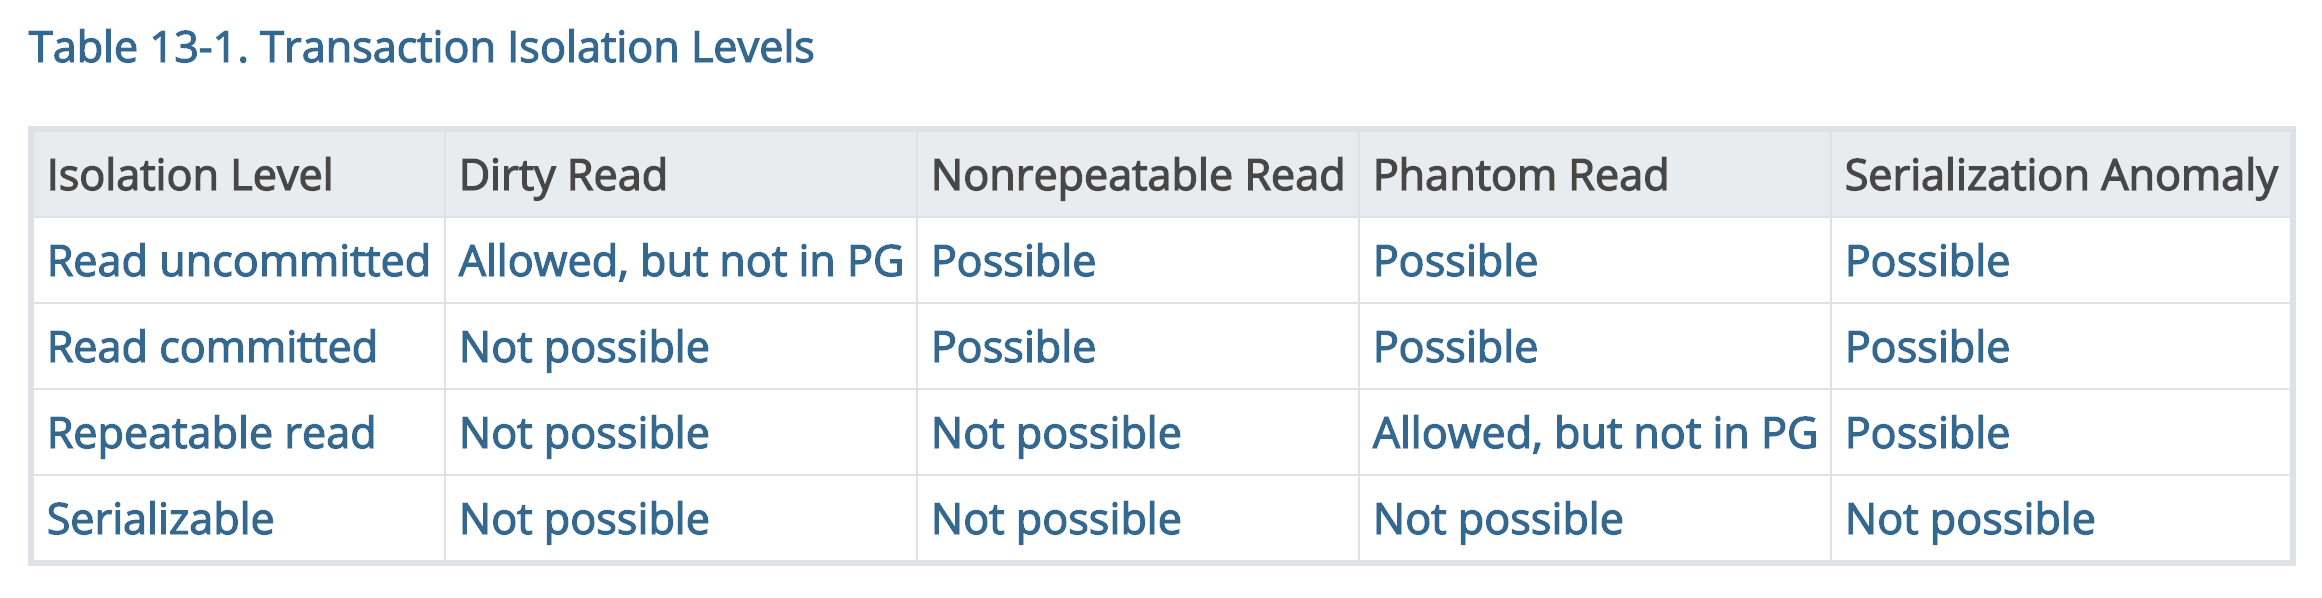 Table 13-1. Transaction Isolation Levels
Isolation Level Dirty Read Nonrepeatable Read Phantom Read Serialization Anomaly
Read uncommitted Allowed, but not in PG Possible Possible Possible
Read committed Not possible Possible Possible Possible
Repeatable read Not possible Not possible Allowed, but not in PG Possible
Serializable Not possible Not possible Not possible Not possible